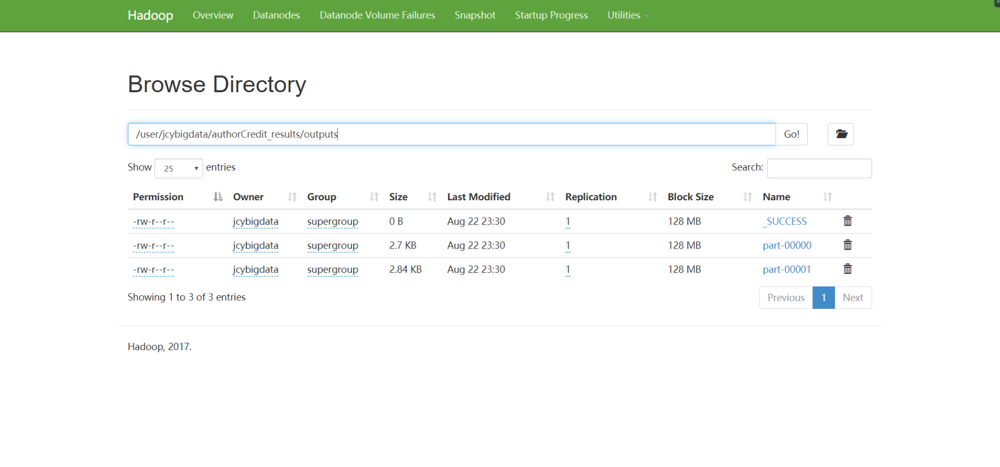 Hadoop Overview Datanodes Datanode Volume Failures Snapshot Startup Progress Utilities
Browse Directory
/user/jcybigdata/authorCredit_results/outputs Go!
Show 25 entries Search:
Permission Owner Group Size Last Modified Replication Block Size Name
-rw-r--r-- jcybigdata supergroup 0 B Aug 22 23:30 1 128 MB _SUCCESS
-rw-r--r-- jcybigdata supergroup 2.7 KB Aug 22 23:30 1 128 MB part-00000
-rw-r--r-- jcybigdata supergroup 2.84 KB Aug 22 23:30 1 128 MB part-00001
Showing 1 to 3 of 3 entries Previous 1 Next
Hadoop, 2017.